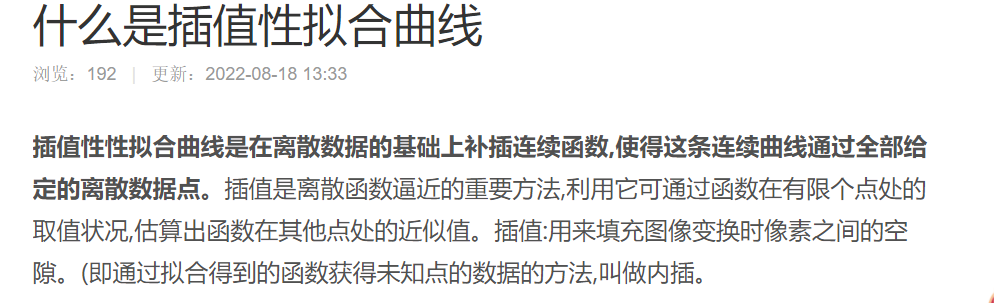 什么是插值性拟合曲线
浏览：192 | 更新：2022-08-18 13:33
插值性性拟合曲线是在离散数据的基础上补插连续函数,使得这条连续曲线通过全部给
定的离散数据点。插值是离散函数逼近的重要方法,利用它可通过函数在有限个点处的
取值状况,估算出函数在其他点处的近似值。插值:用来填充图像变换时像素之间的空
隙。(即通过拟合得到的函数获得未知点的数据的方法,叫做内插。